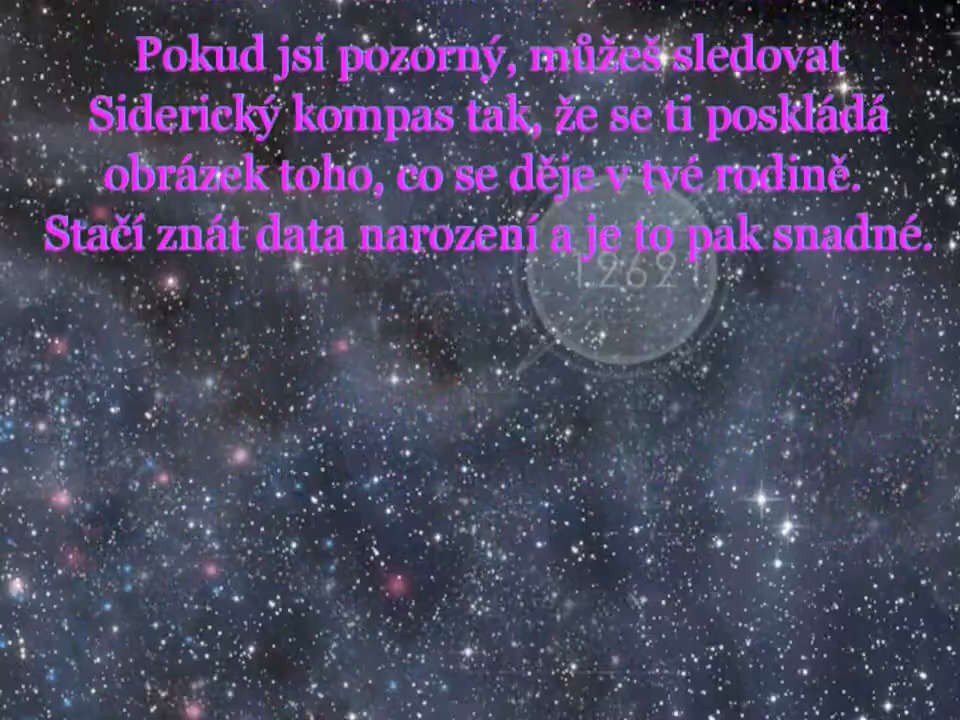 Pokud jsi pozorný, můžeš sledovat
Siderický kompas tak, že se ti poskládá
obrázek toho, co se děje v tvé rodině.
Stačí znát data narození a je to pak snadné.
1262